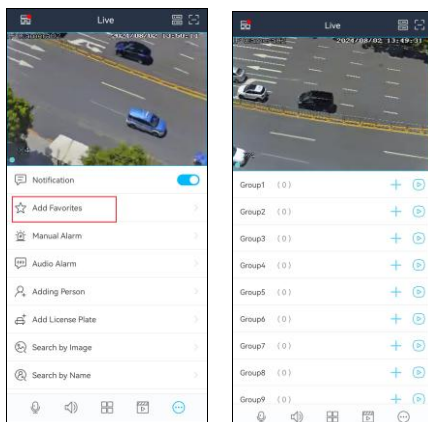 Live
2024/08/02 13:50:11
Notification
Add Favorites
Manual Alarm
Audio Alarm
Adding Person
Add License Plate
Search by Image
Search by Name
Live
2024/08/02 13:49:31
Group1 (0)
Group2 (0)
Group3 (0)
Group4 (0)
Group5 (0)
Group6 (0)
Group7 (0)
Group8 (0)
Group9 (0)